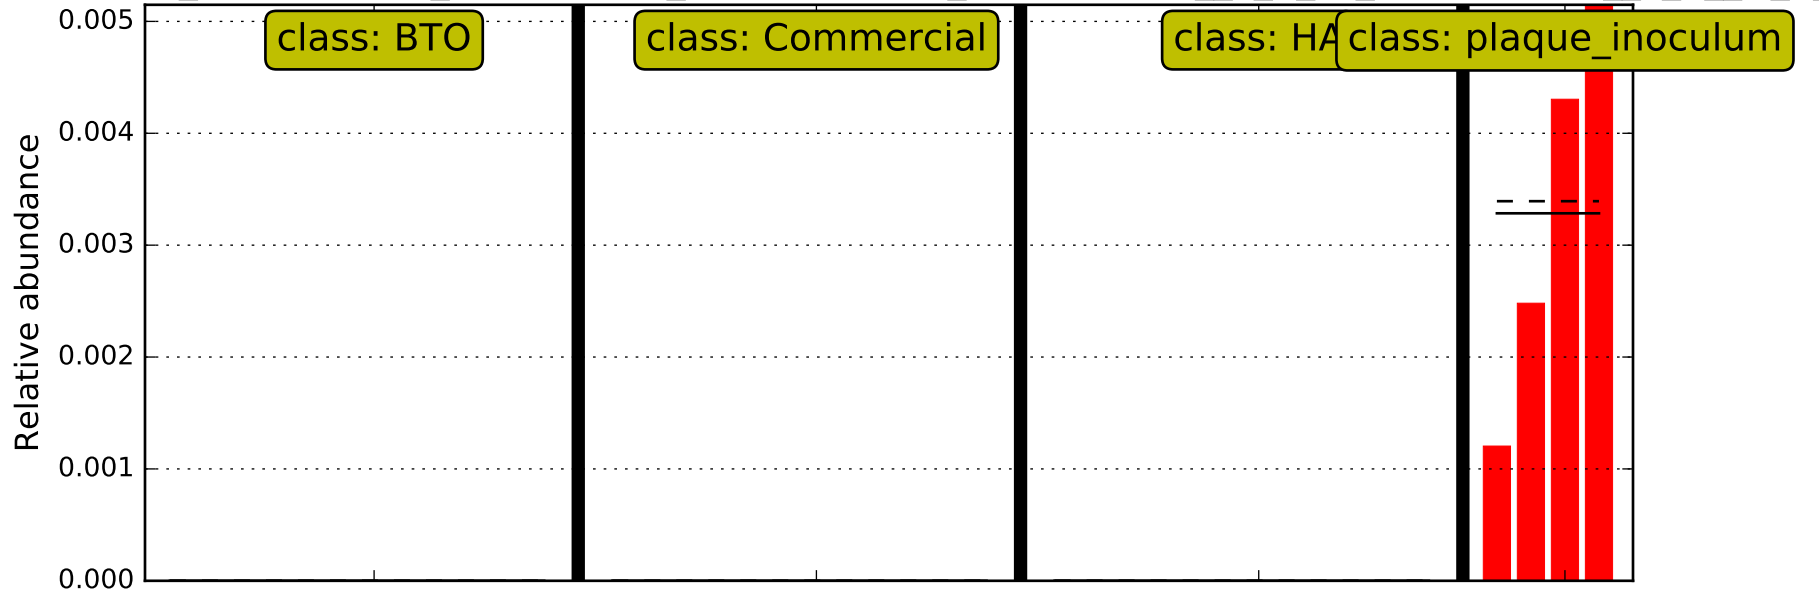 0.005
class: BTO
class: Commercial
class: HA
class: plaque_inoculum
0.004
0.003
0.002
0.001
0.000
Relative abundance